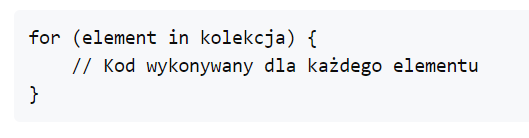 for (element in kolekcja) {
    // Kod wykonywany dla każdego elementu
}